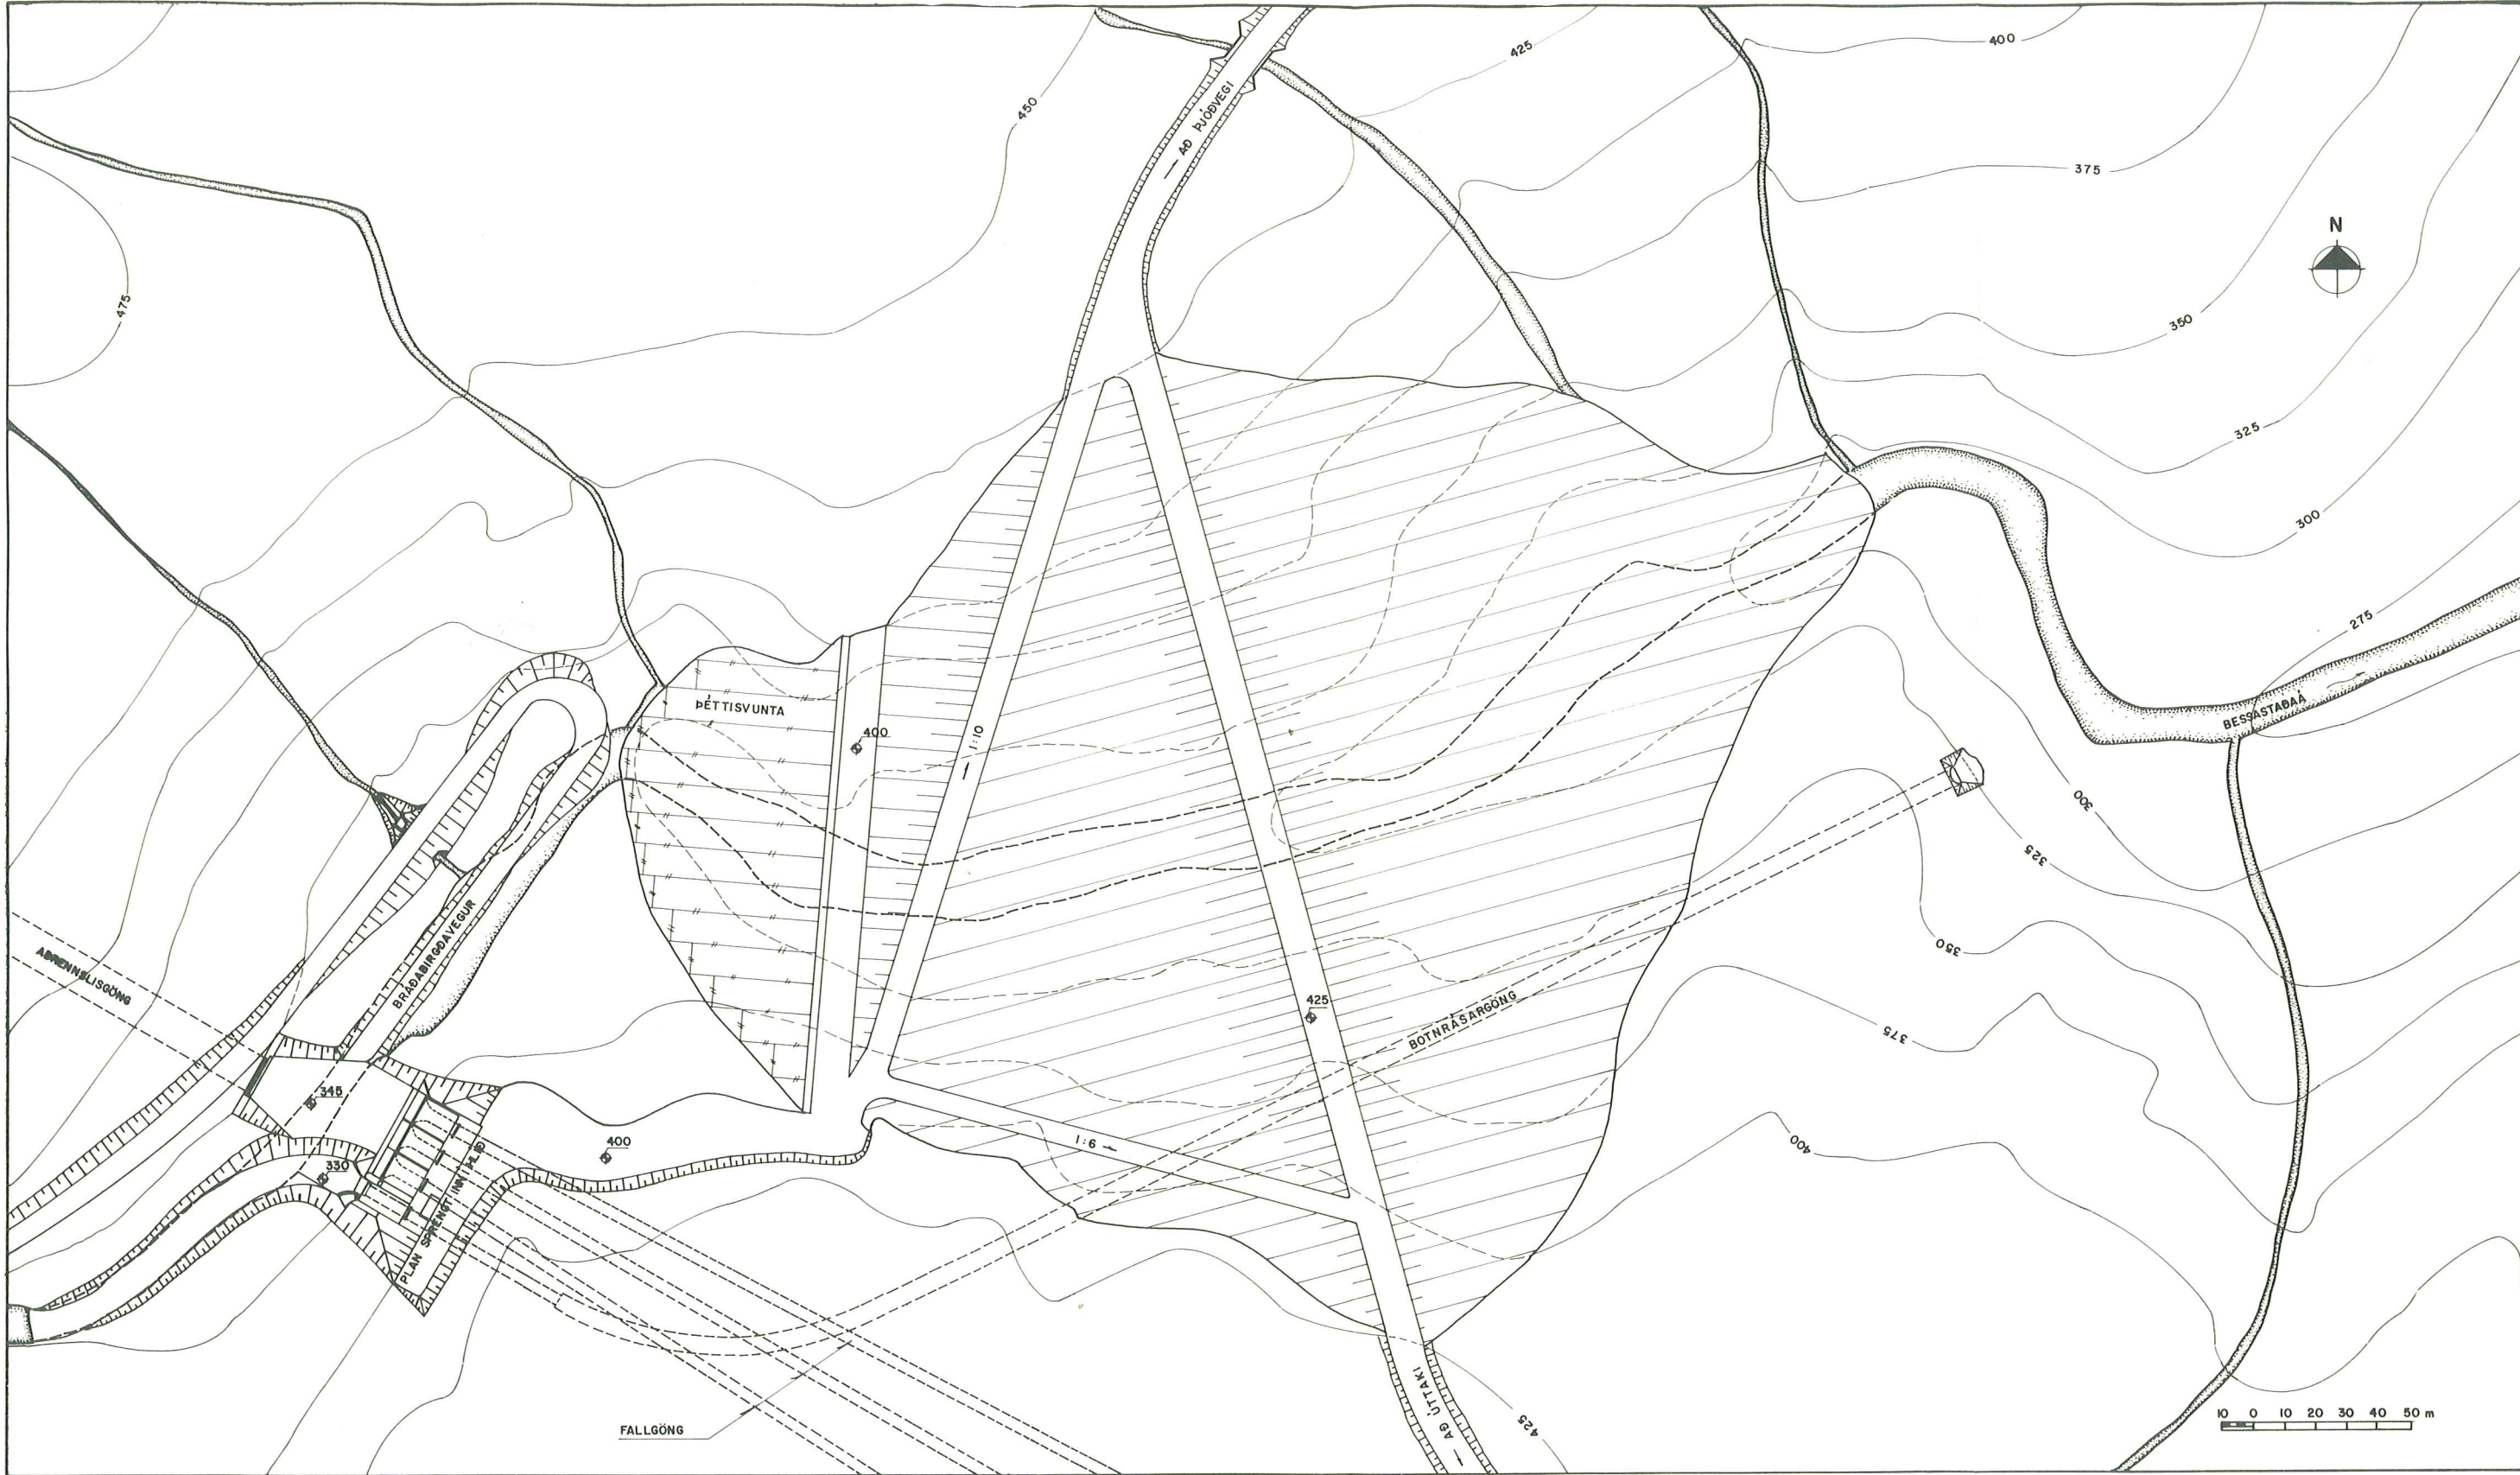 425
400
450
AÐ ÞJÓÐVEGI
375
N
475
350
325
300
275
BESSASTAÐAÁ
ÞÉTTISVUNTA
400
1:10
300
325
350
AÐRENNSLISGÖNG
BRÁÐABIRGÐAVEGUR
425
BOTNRÁSARGÖNG
375
345
400
330
1:6
400
PLAN SPRENGT INN Í HLÍÐ
FALLGÖNG
AÐ ÚTTAKI
425
10 0 10 20 30 40 50 m